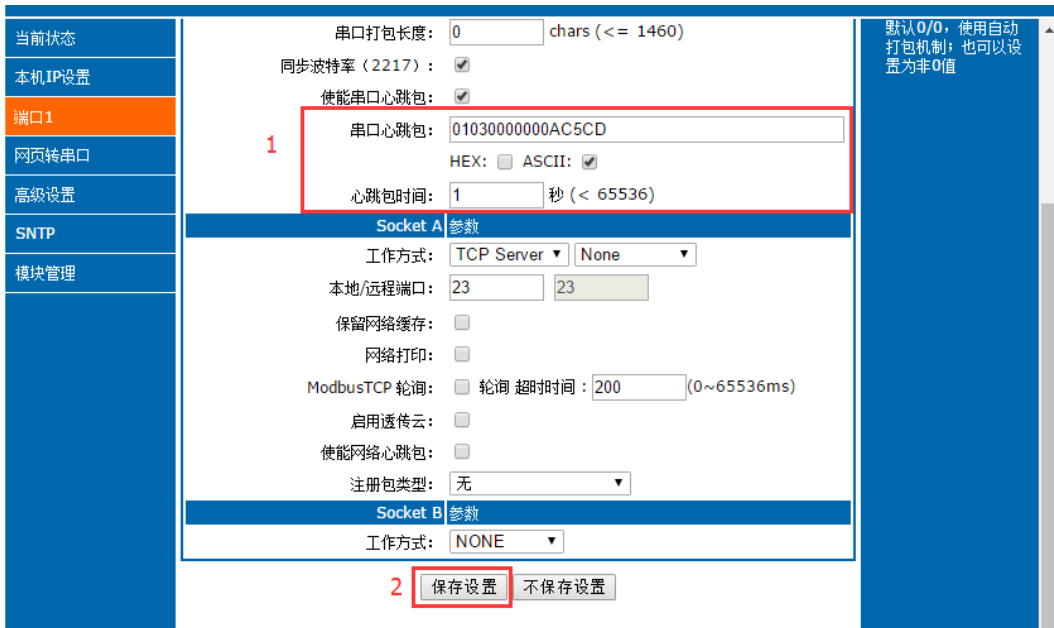 当前状态
本机IP设置
端口1
网页转串口
高级设置
SNTP
模块管理
串口打包长度: 0 chars (<= 1460)
同步波特率（2217）:
使能串口心跳包:
1
串口心跳包: 01030000000AC5CD
HEX: ASCII:
心跳包时间: 1 秒 (< 65536)
Socket A 参数
工作方式: TCP Server None
本地/远程端口: 23 23
保留网络缓存:
网络打印:
ModbusTCP 轮询: 轮询 超时时间：200 (0~65536ms)
启用透传云:
使能网络心跳包:
注册包类型: 无
Socket B 参数
工作方式: NONE
2 保存设置 不保存设置
默认0/0，使用自动
打包机制；也可以设
置为非0值